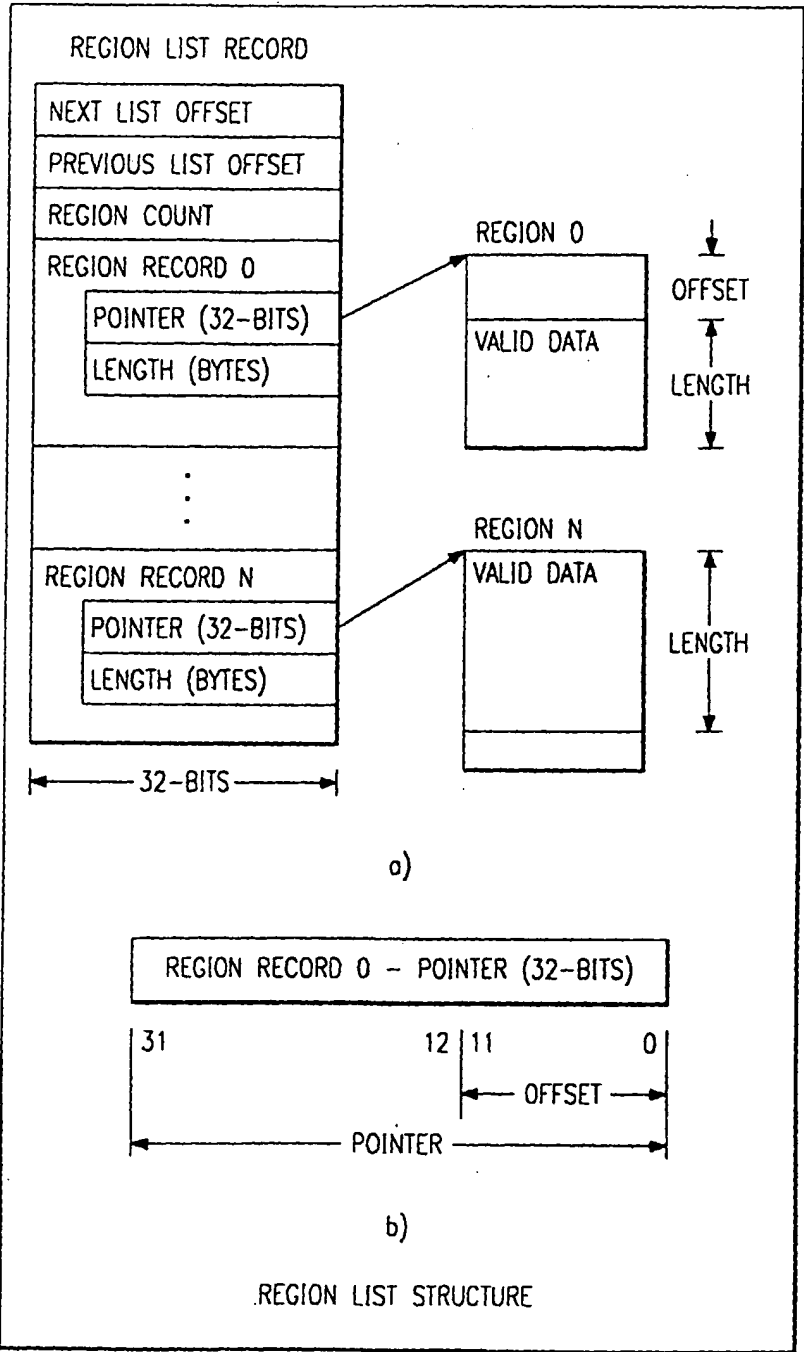 REGION LIST RECORD
NEXT LIST OFFSET
PREVIOUS LIST OFFSET
REGION COUNT
REGION RECORD 0
POINTER (32-BITS)
LENGTH (BYTES)
REGION 0
OFFSET
VALID DATA
LENGTH
.
.
.
REGION RECORD N
POINTER (32-BITS)
LENGTH (BYTES)
REGION N
VALID DATA
LENGTH
32-BITS
a)
REGION RECORD 0 - POINTER (32-BITS)
31 12 11 0
OFFSET
POINTER
b)
REGION LIST STRUCTURE